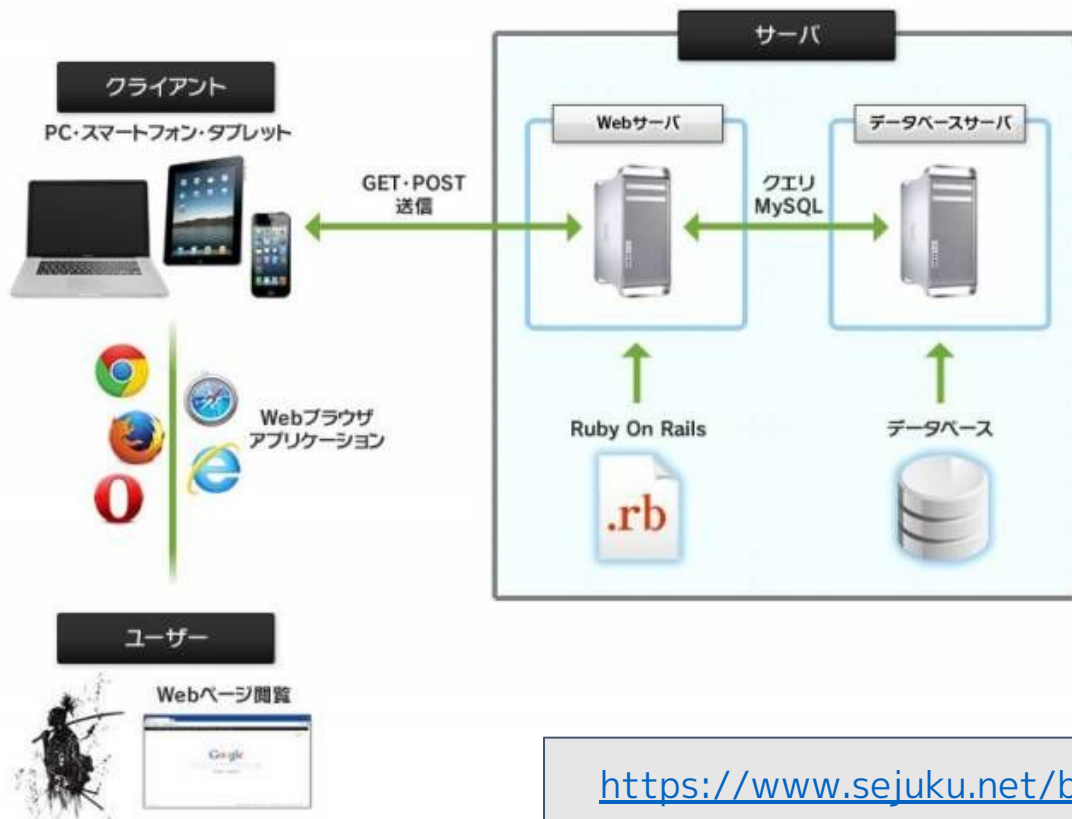 サーバ
クライアント
PC・スマートフォン・タブレット
Webサーバ
データベースサーバ
GET・POST
送信
クエリ
MySQL
Webブラウザ
アプリケーション
Ruby On Rails
.rb
データベース
ユーザー
Webページ閲覧
Google
https://www.sejuku.net/b